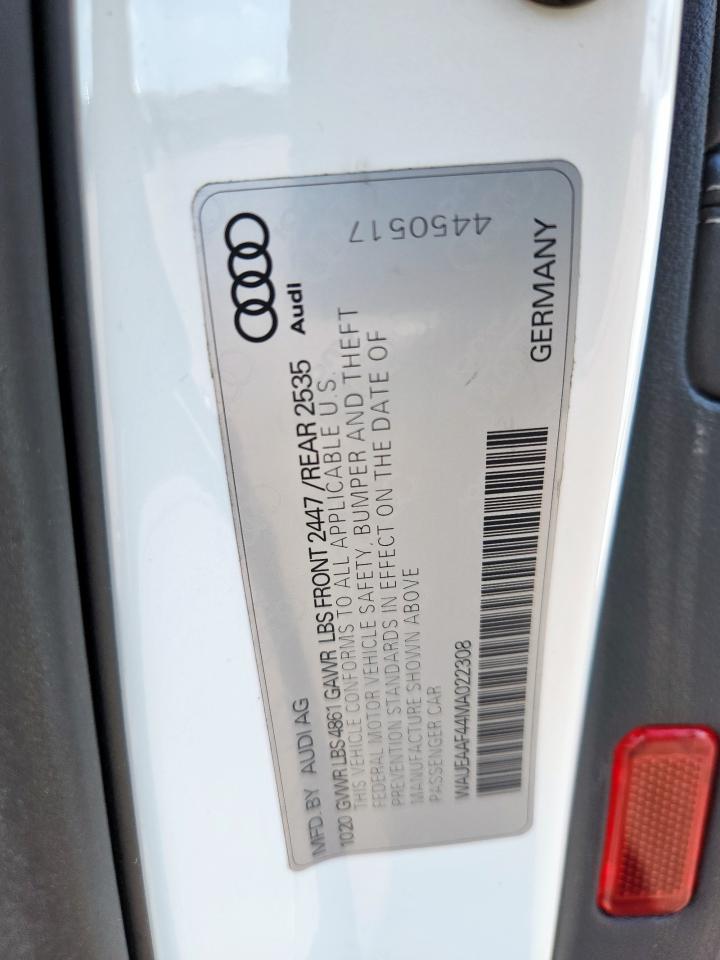 Audi
MFD. BY AUDI AG
1020 GVWR LBS 4861 GAWR LBS FRONT 2447 /REAR 2535
THIS VEHICLE CONFORMS TO ALL APPLICABLE U.S.
FEDERAL MOTOR VEHICLE SAFETY, BUMPER AND THEFT
PREVENTION STANDARDS IN EFFECT ON THE DATE OF
MANUFACTURE SHOWN ABOVE
PASSENGER CAR
4450517
WAUEAAF44MA022308
GERMANY